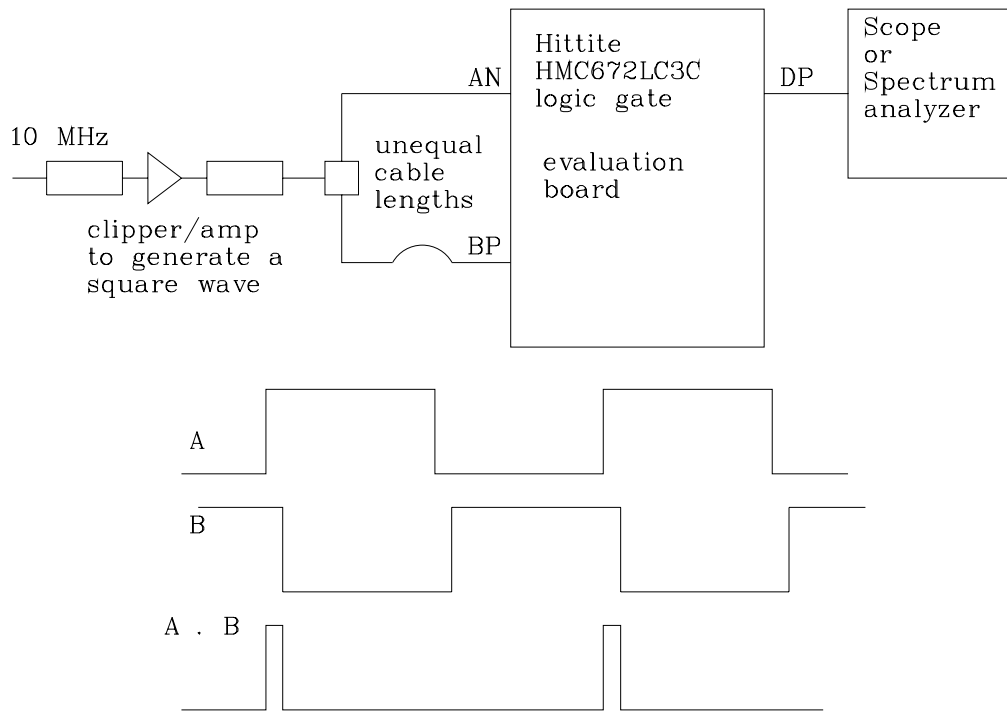 10 MHz
clipper/amp
to generate a
square wave
unequal
cable
lengths
AN
BP
Hittite
HMC672LC3C
logic gate
evaluation
board
DP
Scope
or
Spectrum
analyzer
A
B
A . B